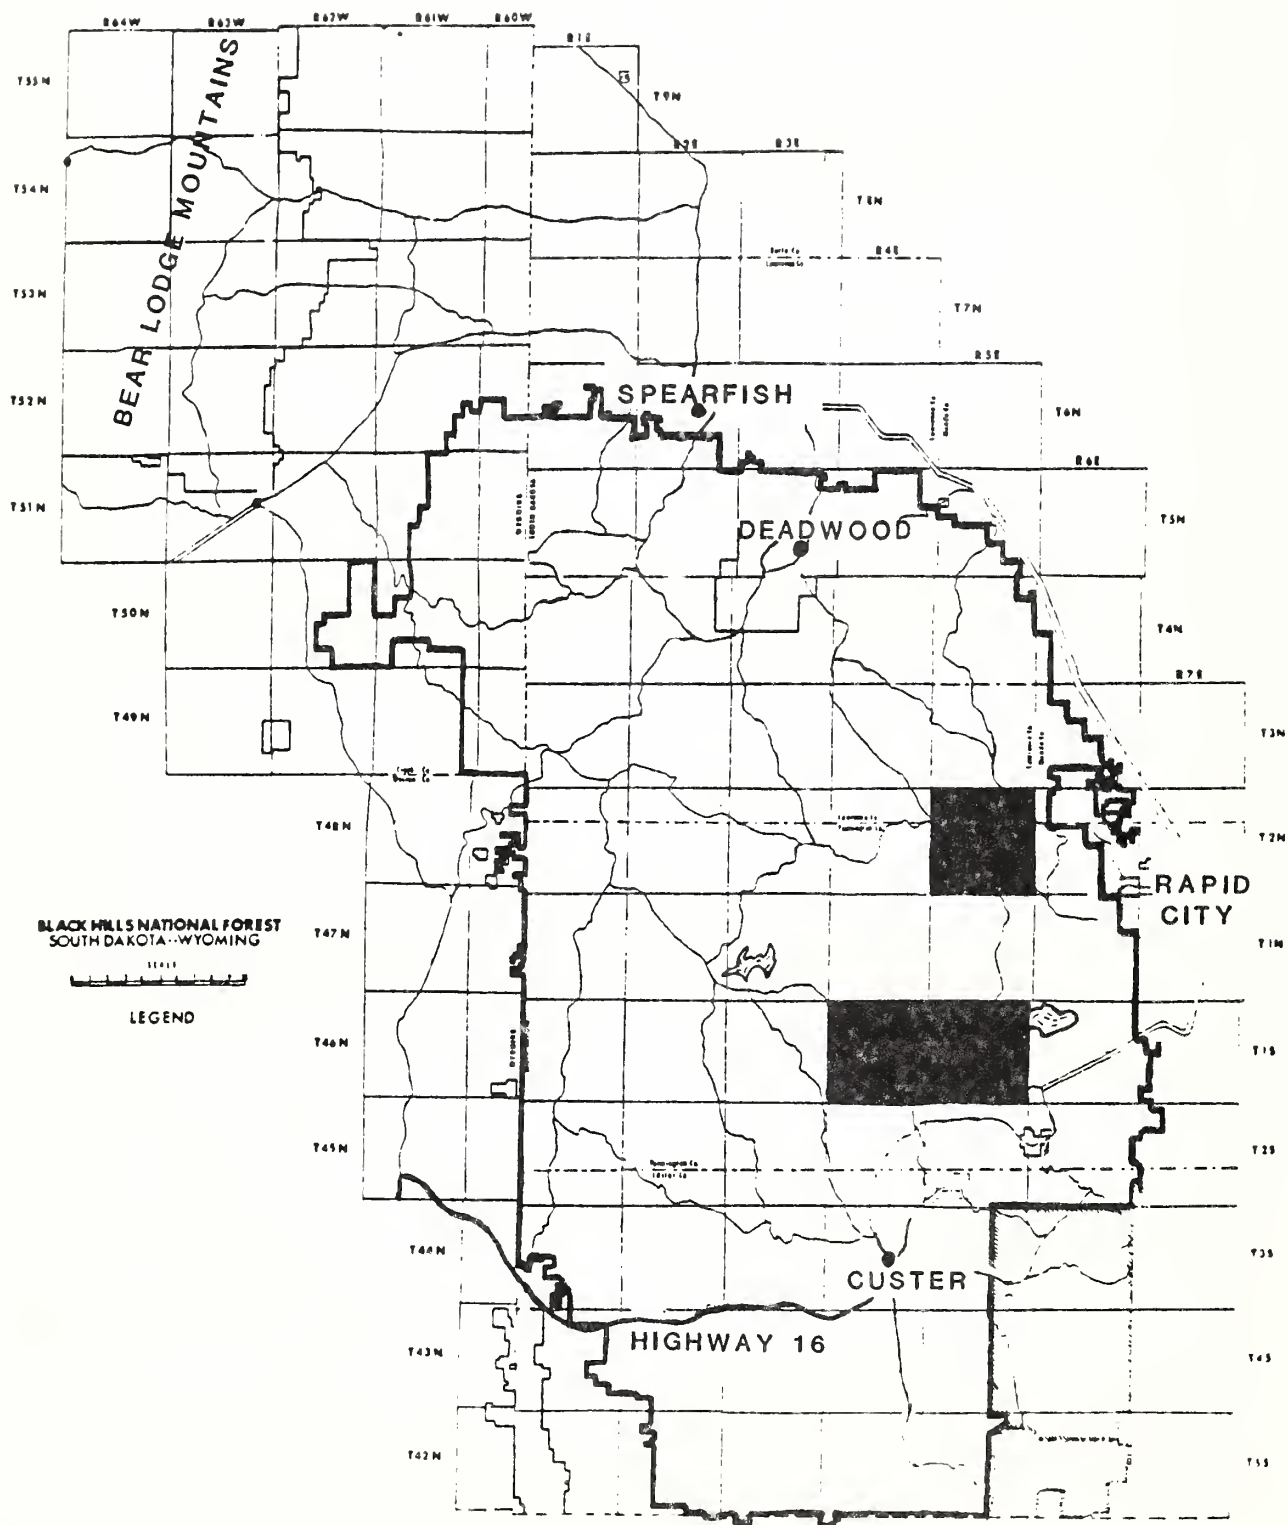 R64W R63W R62W R61W R60W
R1E
T55N
T9N
R2E R3E
T54N
T8N
R4E
T53N
T7N
BEAR LODGE MOUNTAINS
R5E
SPEARFISH
T52N
T6N
R6E
T51N
T5N
DEADWOOD
T50N
T4N
R7E
T49N
T3N
T48N
T2N
RAPID
CITY
BLACK HILLS NATIONAL FOREST
SOUTH DAKOTA--WYOMING
SCALE
LEGEND
T47N
T1N
T46N
T1S
T45N
T2S
T44N
T3S
CUSTER
HIGHWAY 16
T43N
T4S
T42N
T5S